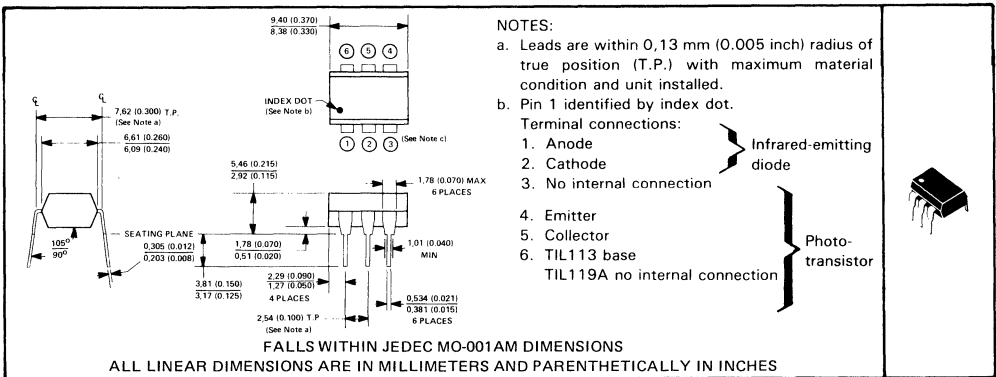 9,40 (0.370)
8,38 (0.330)
6 5 4
INDEX DOT
(See Note b)
1 2 3 (See Note c)
℄ ℄
7,62 (0.300) T.P.
(See Note a)
6,61 (0.260)
6,09 (0.240)
5,46 (0.215)
2,92 (0.115)
1,78 (0.070) MAX
6 PLACES
SEATING PLANE
105°
90°
0,305 (0.012)
0,203 (0.008)
1,78 (0.070)
0,51 (0.020)
1,01 (0.040)
MIN
3,81 (0.150)
3,17 (0.125)
2,29 (0.090)
1,27 (0.050)
4 PLACES
0,534 (0.021)
0,381 (0.015)
6 PLACES
2,54 (0.100) T.P
(See Note a)
NOTES:
a. Leads are within 0,13 mm (0.005 inch) radius of
true position (T.P.) with maximum material
condition and unit installed.
b. Pin 1 identified by index dot.
Terminal connections:
1. Anode
2. Cathode
Infrared-emitting
diode
3. No internal connection
4. Emitter
5. Collector
6. TIL113 base
TIL119A no internal connection
Photo-
transistor
FALLS WITHIN JEDEC MO-001AM DIMENSIONS
ALL LINEAR DIMENSIONS ARE IN MILLIMETERS AND PARENTHETICALLY IN INCHES